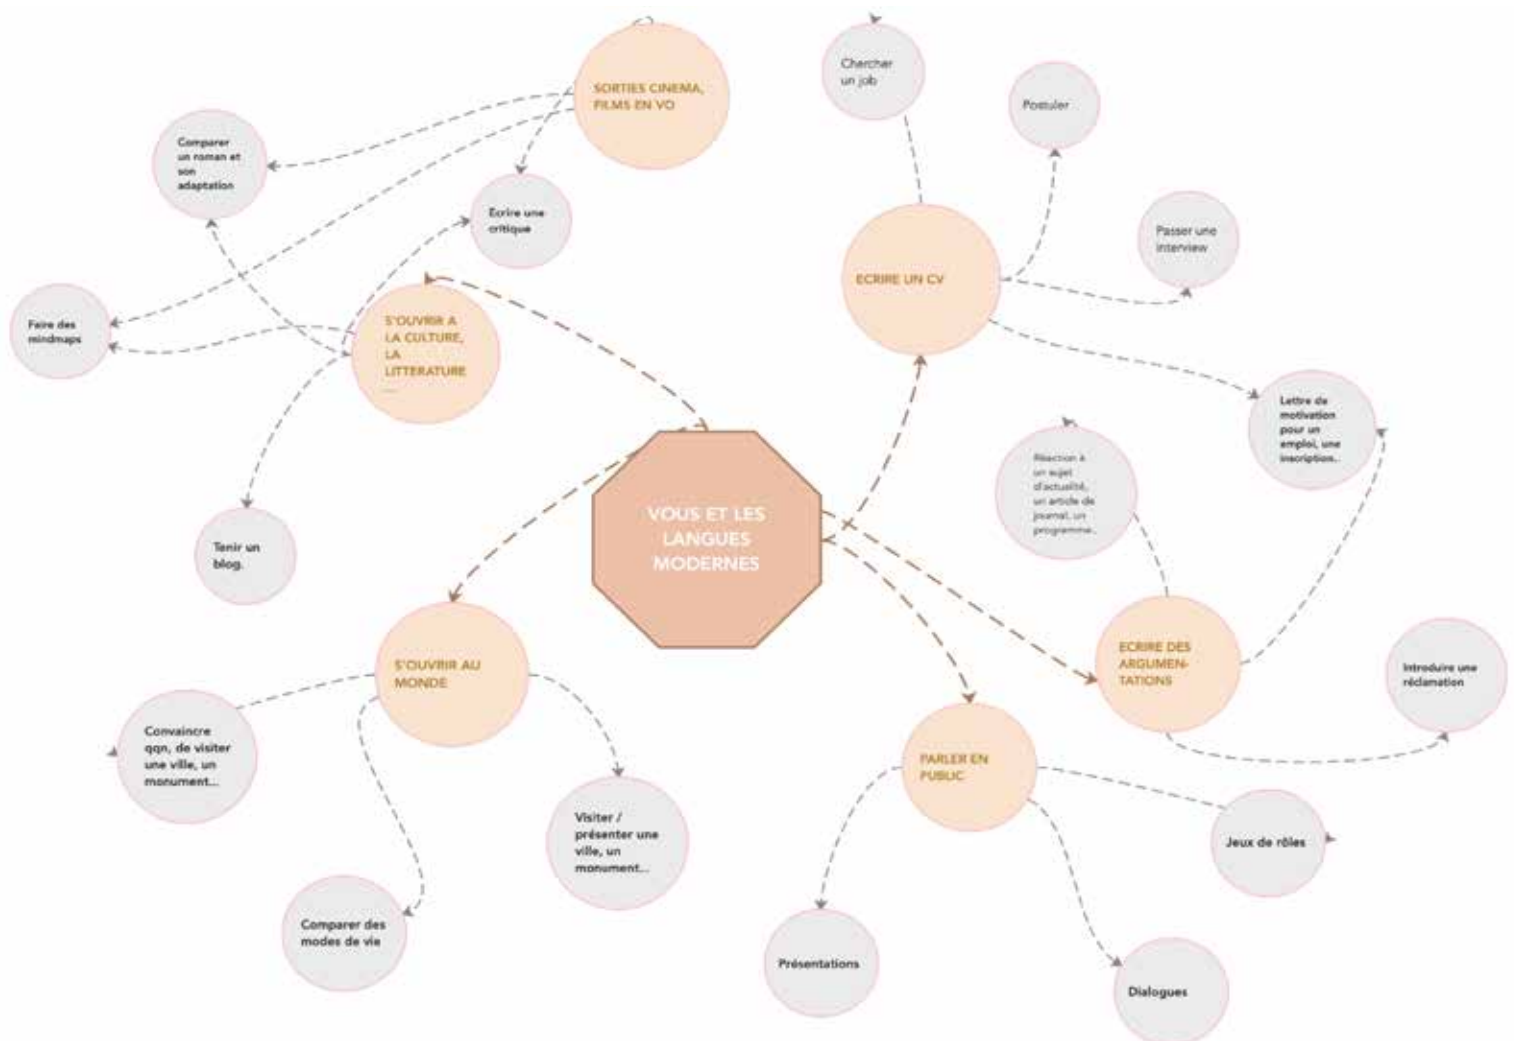 SORTIES CINEMA,
FILMS EN VO
Chercher
un job
Postuler
Comparer
un roman et
son
adaptation
Ecrire une
critique
Passer une
interview
ECRIRE UN CV
Faire des
mindmaps
S'OUVRIR A
LA CULTURE,
LA
LITTERATURE
...
Lettre de
motivation
pour un
emploi, une
inscription..
Réaction à
un sujet
d'actualité,
un article de
journal, un
programme..
VOUS ET LES
LANGUES
MODERNES
Tenir un
blog.
S'OUVRIR AU
MONDE
ECRIRE DES
ARGUMEN-
TATIONS
Introduire une
réclamation
Convaincre
qqn, de visiter
une ville, un
monument...
PARLER EN
PUBLIC
Visiter /
présenter une
ville, un
monument...
Jeux de rôles
Comparer des
modes de vie
Présentations
Dialogues